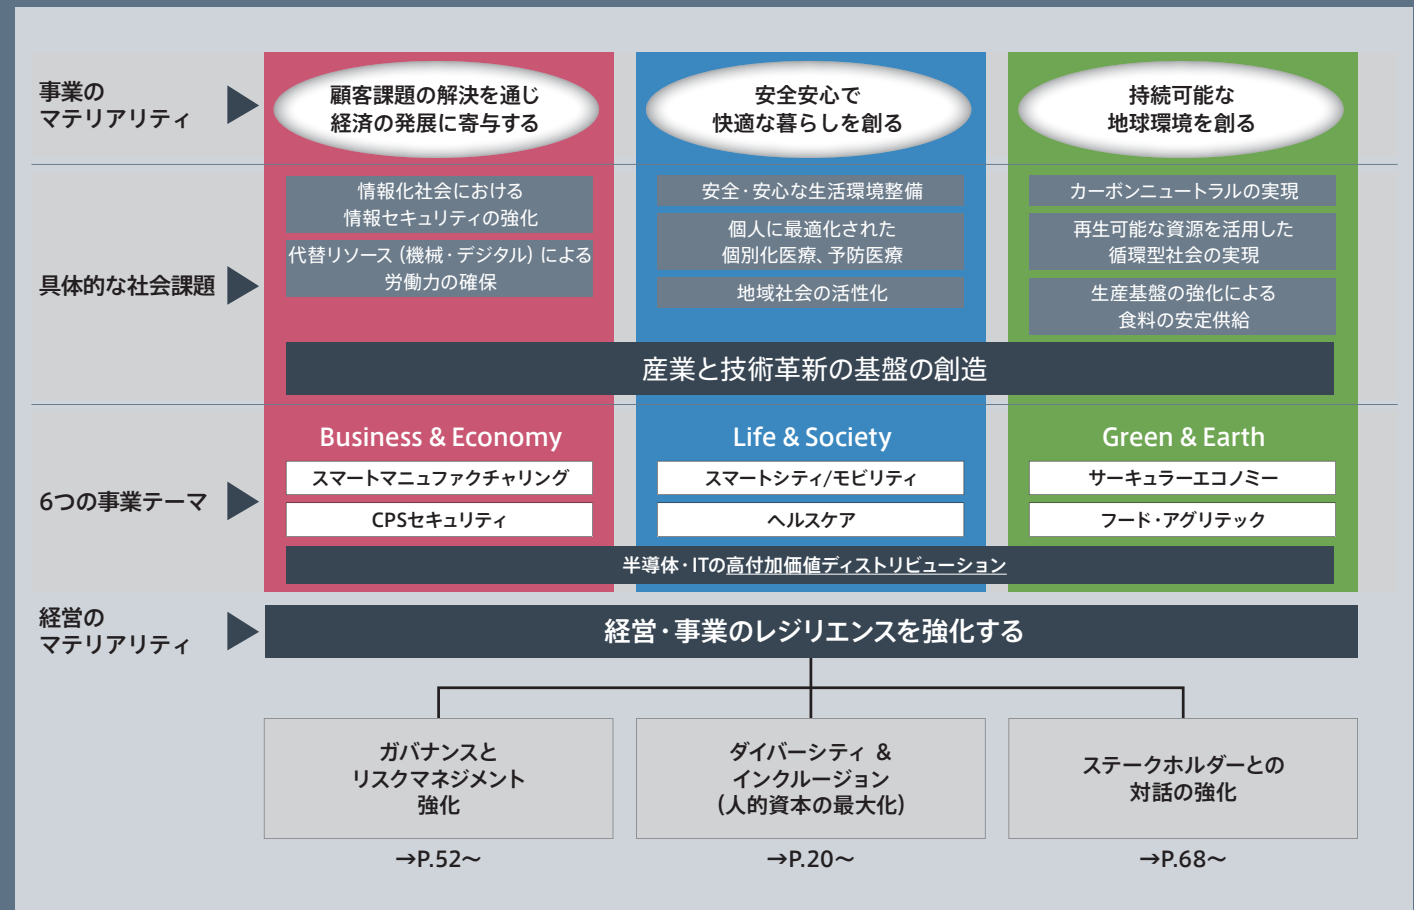 事業の
マテリアリティ
顧客課題の解決を通じ
経済の発展に寄与する
安全安心で
快適な暮らしを創る
持続可能な
地球環境を創る
具体的な社会課題
情報化社会における
情報セキュリティの強化
代替リソース（機械・デジタル）による
労働力の確保
安全・安心な生活環境整備
個人に最適化された
個別化医療、予防医療
地域社会の活性化
カーボンニュートラルの実現
再生可能な資源を活用した
循環型社会の実現
生産基盤の強化による
食料の安定供給
産業と技術革新の基盤の創造
6つの事業テーマ
Business & Economy
スマートマニュファクチャリング
CPSセキュリティ
Life & Society
スマートシティ/モビリティ
ヘルスケア
Green & Earth
サーキュラーエコノミー
フード・アグリテック
半導体・ITの高付加価値ディストリビューション
経営の
マテリアリティ
経営・事業のレジリエンスを強化する
ガバナンスと
リスクマネジメント
強化
→P.52～
ダイバーシティ &
インクルージョン
（人的資本の最大化）
→P.20～
ステークホルダーとの
対話の強化
→P.68～